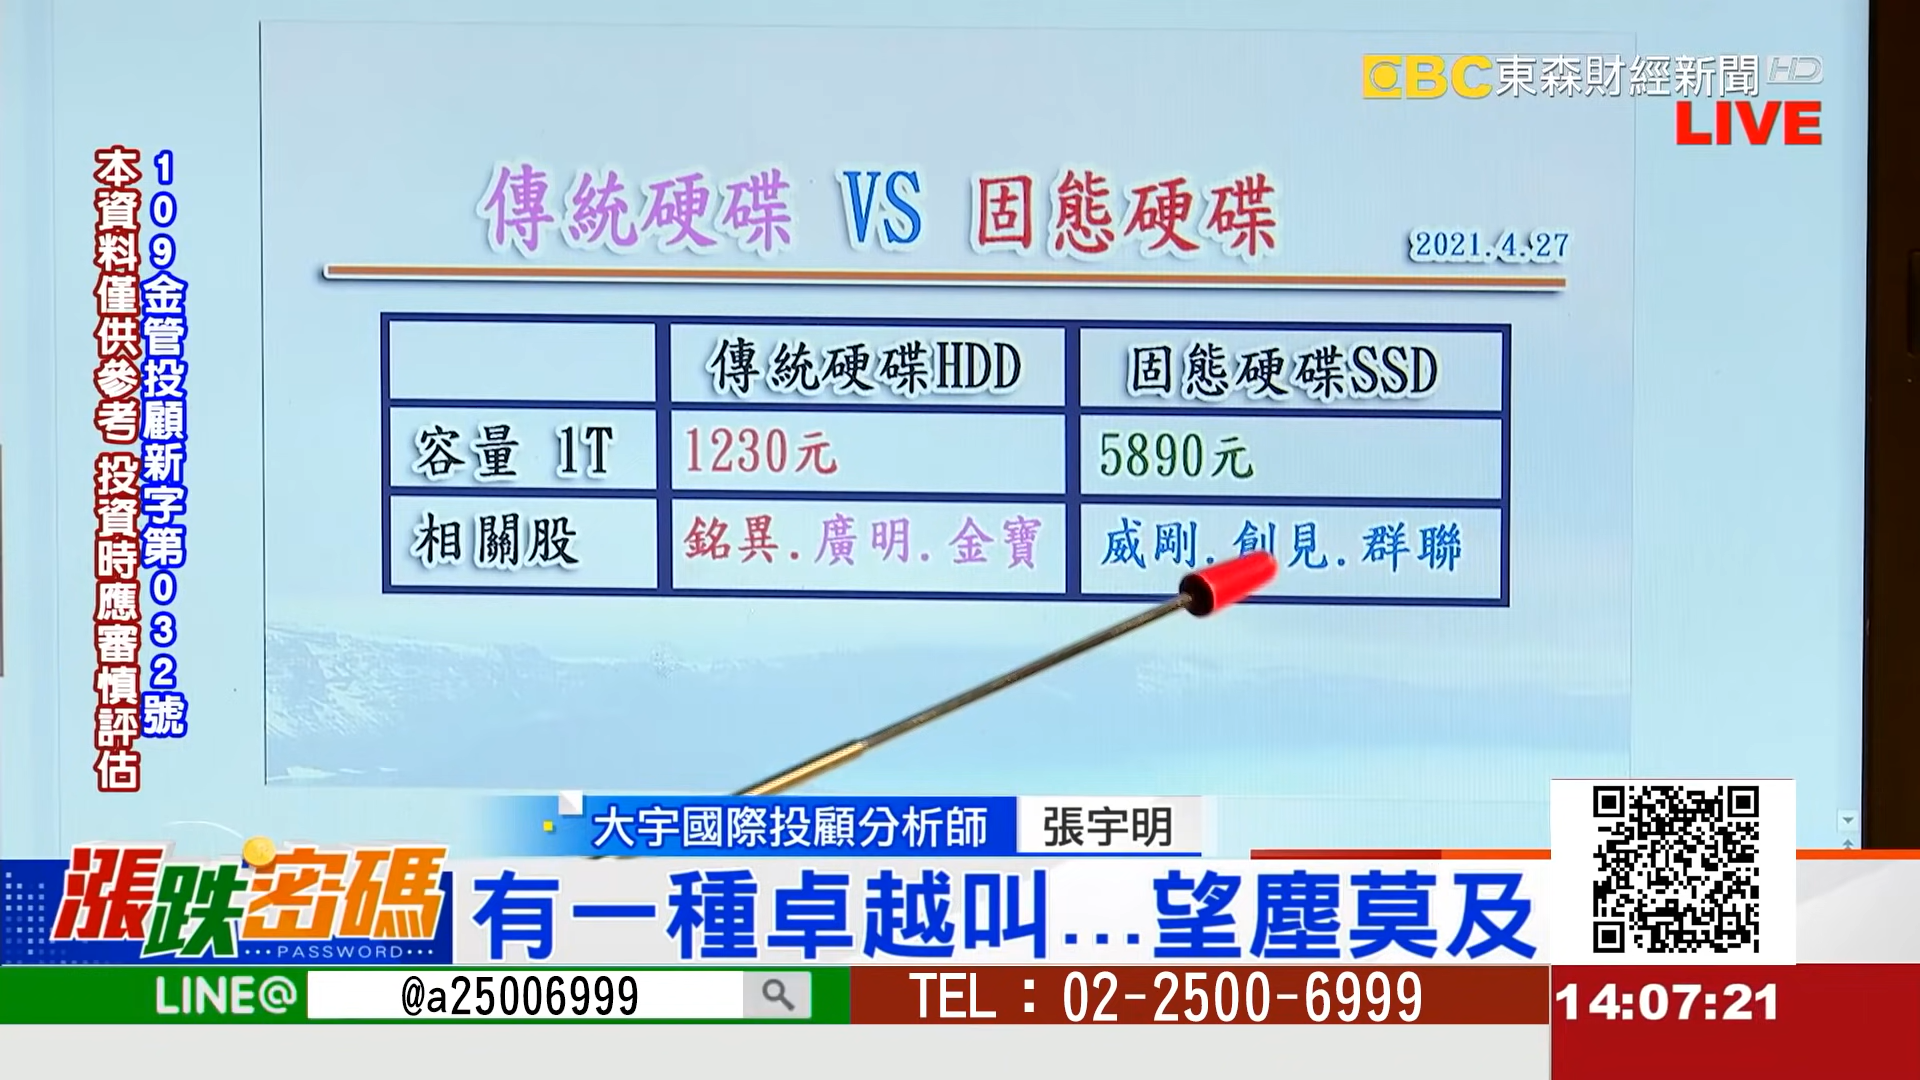 EBC東森財經新聞HD
LIVE
109金管投顧新字第032號
本資料僅供參考 投資時應審慎評估
傳統硬碟 VS 固態硬碟
2021.4.27
傳統硬碟HDD 固態硬碟SSD
容量 1T 1230元 5890元
相關股 銘異.廣明.金寶 威剛.創見.群聯
大宇國際投顧分析師 張宇明
漲跌密碼
...PASSWORD...
有一種卓越叫...望塵莫及
LINE@ @a25006999 TEL：02-2500-6999 14:07:21